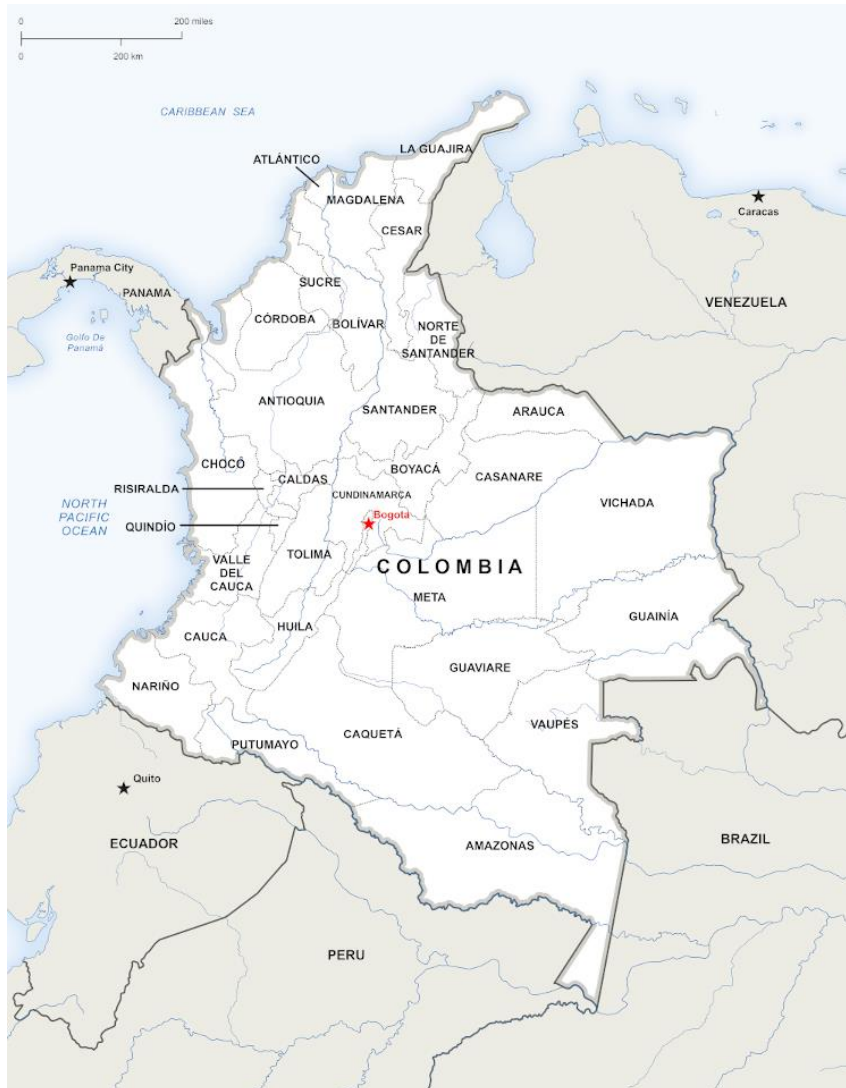 0 200 miles
0 200 km
CARIBBEAN SEA
LA GUAJIRA
ATLÁNTICO
MAGDALENA
CESAR
Caracas
Panama City
PANAMA
SUCRE
VENEZUELA
CÓRDOBA
BOLÍVAR
NORTE
DE
SANTANDER
Golfo De
Panamá
ANTIOQUIA
SANTANDER
ARAUCA
CHOCÓ
BOYACÁ
CALDAS
CASANARE
RISIRALDA
CUNDINAMARCA
VICHADA
NORTH
PACIFIC
OCEAN
QUINDÍO
Bogotá
TOLIMA
VALLE
DEL
CAUCA
COLOMBIA
META
GUAINÍA
HUILA
CAUCA
GUAVIARE
NARIÑO
VAUPÉS
CAQUETÁ
PUTUMAYO
Quito
ECUADOR
AMAZONAS
BRAZIL
PERU